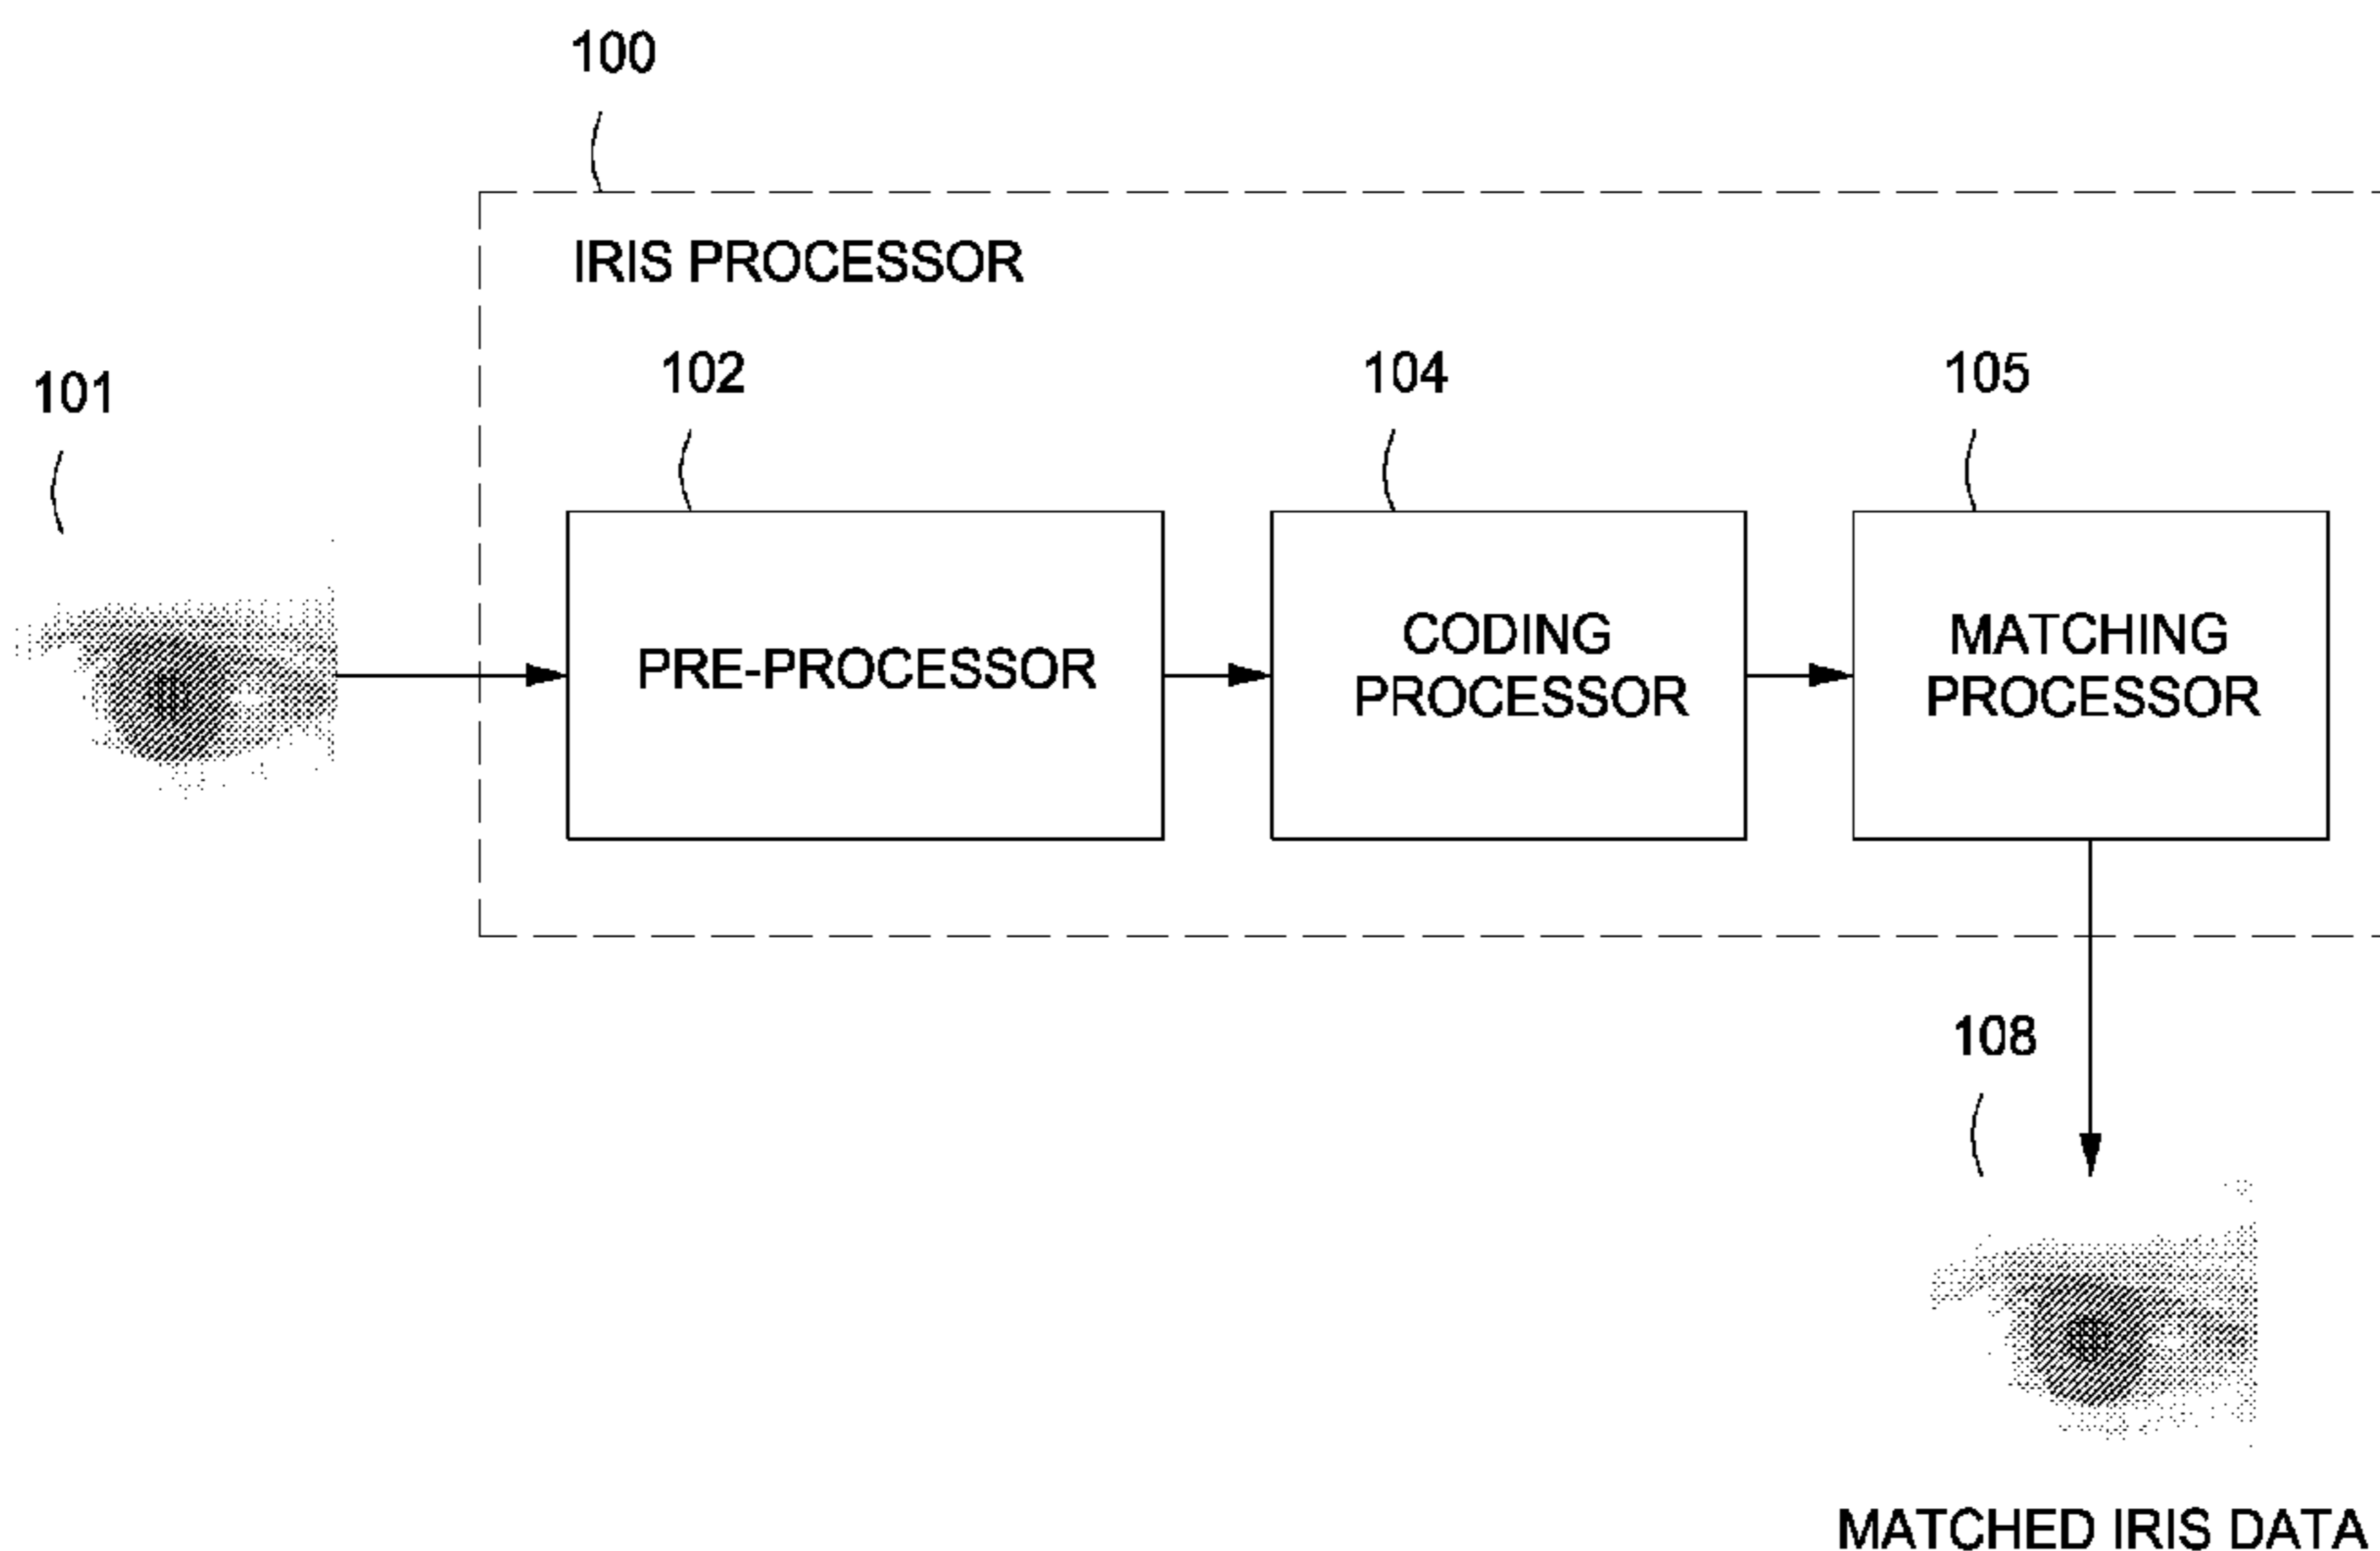 100
IRIS PROCESSOR
101
102
104
105
PRE-PROCESSOR
CODING
PROCESSOR
MATCHING
PROCESSOR
108
MATCHED IRIS DATA